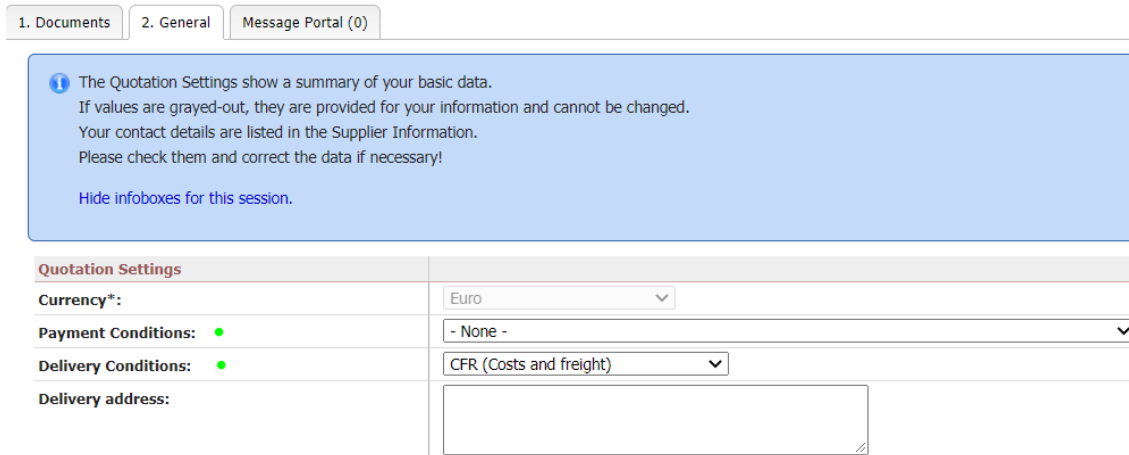 1. Documents 2. General Message Portal (0)
The Quotation Settings show a summary of your basic data.
If values are grayed-out, they are provided for your information and cannot be changed.
Your contact details are listed in the Supplier Information.
Please check them and correct the data if necessary!
Hide infoboxes for this session.
Quotation Settings
Currency*: Euro
Payment Conditions: - None -
Delivery Conditions: CFR (Costs and freight)
Delivery address: